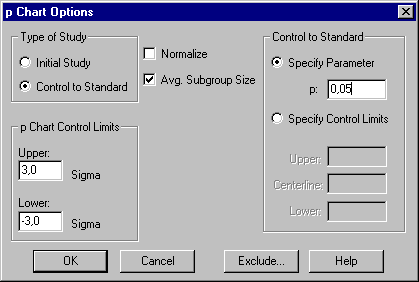 p Chart Options
Type of Study
Initial Study
Control to Standard
Normalize
Avg. Subgroup Size
p Chart Control Limits
Upper:
3,0 Sigma
Lower:
-3,0 Sigma
Control to Standard
Specify Parameter
p: 0,05
Specify Control Limits
Upper:
Centerline:
Lower:
OK Cancel Exclude... Help